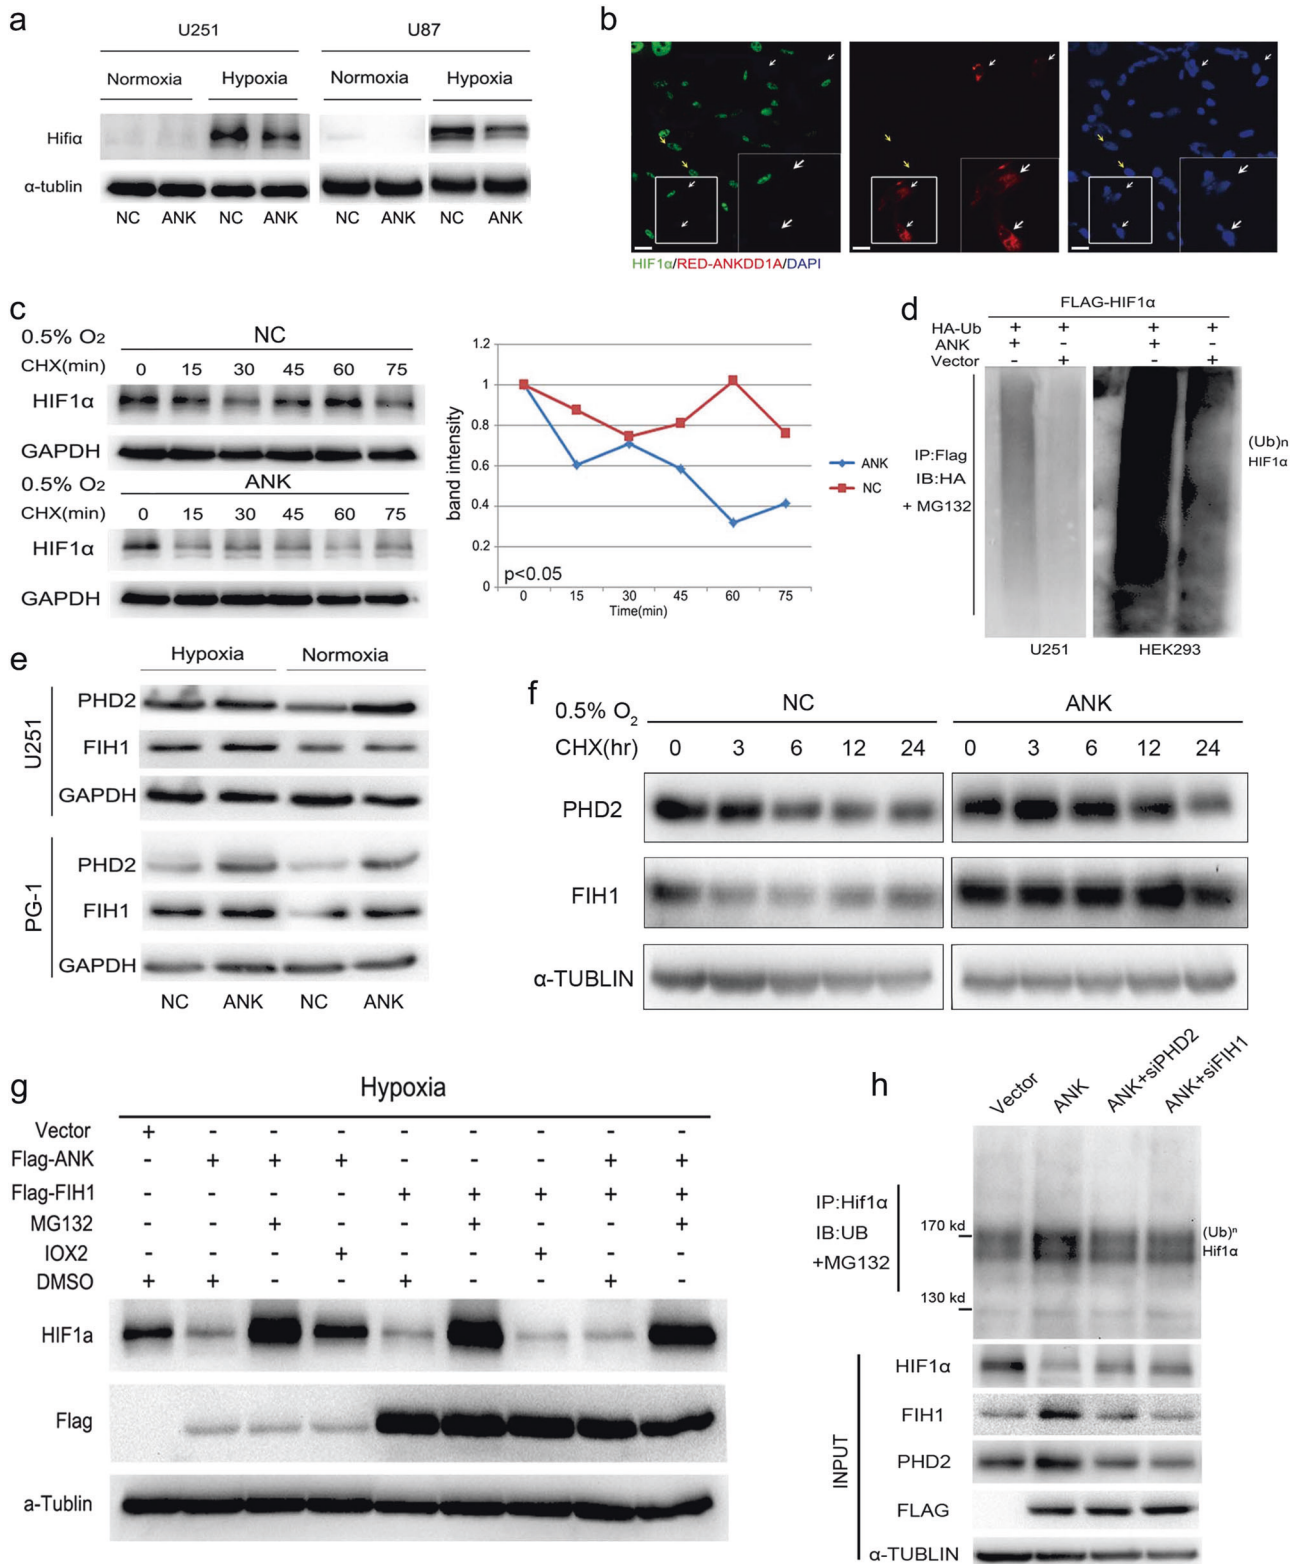 a
U251
U87
Normoxia
Hypoxia
Normoxia
Hypoxia
Hifiα
α-tublin
NC ANK NC ANK NC ANK NC ANK
b
HIF1α/RED-ANKDD1A/DAPI
c
0.5% O2
NC
CHX(min)
0 15 30 45 60 75
HIF1α
GAPDH
0.5% O2
ANK
CHX(min)
0 15 30 45 60 75
HIF1α
GAPDH
1.2
1
0.8
0.6
0.4
0.2
0
band intensity
p<0.05
0 15 30 45 60 75
Time(min)
ANK
NC
d
FLAG-HIF1α
HA-Ub + + + +
ANK + - + -
Vector - + - +
IP:Flag
IB:HA
+ MG132
(Ub)n
HIF1α
U251
HEK293
e
Hypoxia
Normoxia
U251
PHD2
FIH1
GAPDH
PG-1
PHD2
FIH1
GAPDH
NC ANK NC ANK
f
0.5% O2
NC
ANK
CHX(hr) 0 3 6 12 24 0 3 6 12 24
PHD2
FIH1
α-TUBLIN
g
Hypoxia
Vector + - - - - - - - -
Flag-ANK - + + + - - - + +
Flag-FIH1 - - - - + + + + +
MG132 - - + - - + - - +
IOX2 - - - + - - + - -
DMSO + + - - + - - + -
HIF1a
Flag
a-Tublin
h
Vector
ANK
ANK+siPHD2
ANK+siFIH1
IP:Hif1α
IB:UB
+MG132
170 kd
130 kd
(Ub)n
Hif1α
INPUT
HIF1α
FIH1
PHD2
FLAG
α-TUBLIN